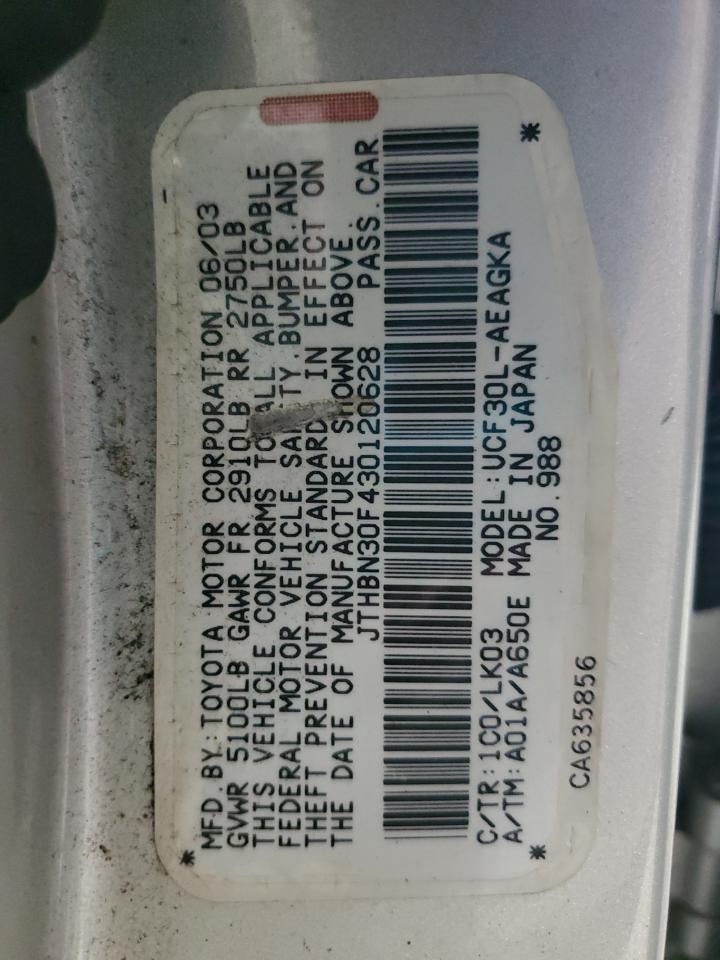 MFD.BY:TOYOTA MOTOR CORPORATION 06/03
GVWR 5100LB GAWR FR 2910LB RR 2750LB
THIS VEHICLE CONFORMS TO ALL APPLICABLE
FEDERAL MOTOR VEHICLE SAFETY,BUMPER,AND
THEFT PREVENTION STANDARDS IN EFFECT ON
THE DATE OF MANUFACTURE SHOWN ABOVE.
JTHBN30F430120628 PASS.CAR
C/TR:1C0/LK03 MODEL:UCF30L-AEAGKA
A/TM:A01A/A650E MADE IN JAPAN
NO.988
CA635856